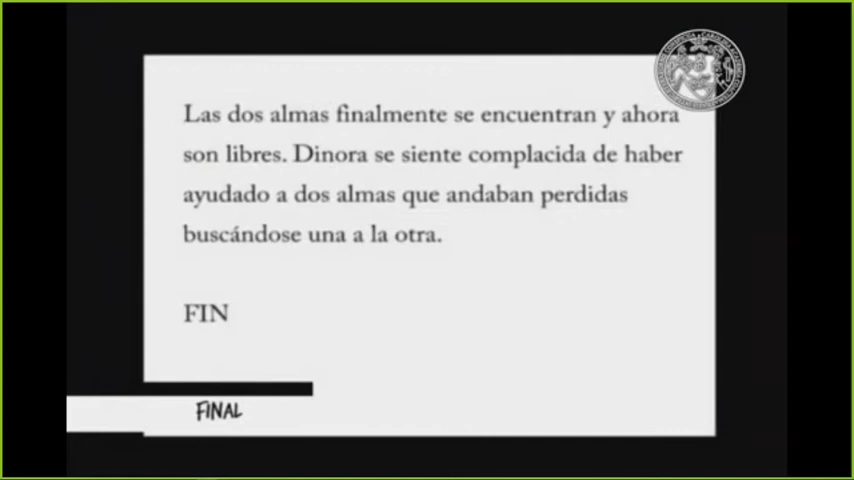 Las dos almas finalmente se encuentran y ahora
son libres. Dinora se siente complacida de haber
ayudado a dos almas que andaban perdidas
buscándose una a la otra.
FIN
FINAL